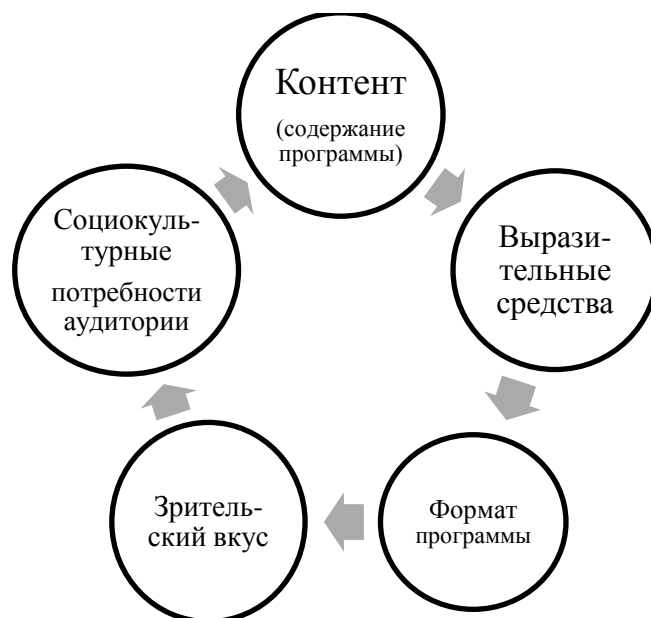 Контент
(содержание
программы)
Вырази-
тельные
средства
Формат
программы
Зритель-
ский вкус
Социокуль-
турные
потребности
аудитории